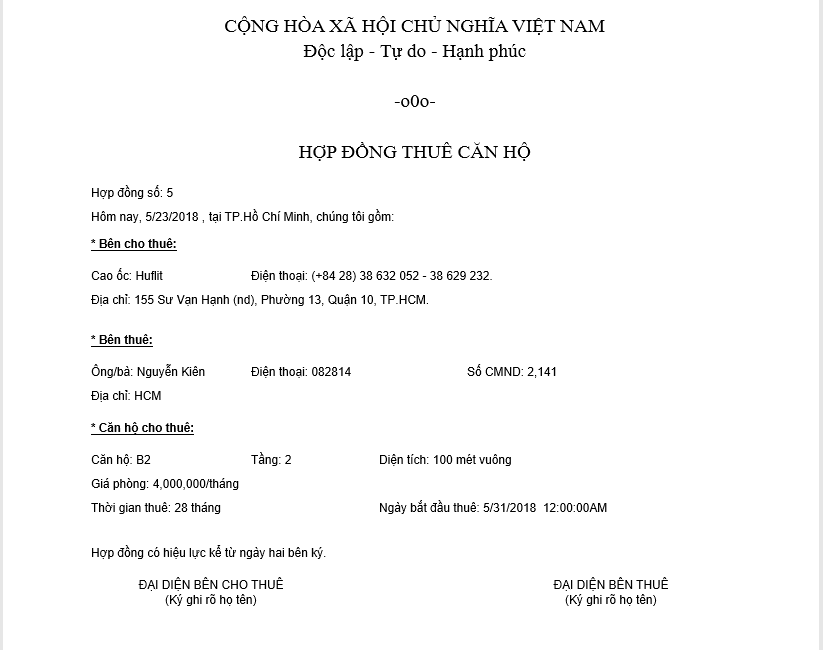 CỘNG HÒA XÃ HỘI CHỦ NGHĨA VIỆT NAM
Độc lập - Tự do - Hạnh phúc
-o0o-
HỢP ĐỒNG THUÊ CĂN HỘ
Hợp đồng số: 5
Hôm nay, 5/23/2018 , tại TP.Hồ Chí Minh, chúng tôi gồm:
* Bên cho thuê:
Cao ốc: Huflit Điện thoại: (+84 28) 38 632 052 - 38 629 232.
Địa chỉ: 155 Sư Vạn Hạnh (nd), Phường 13, Quận 10, TP.HCM.
* Bên thuê:
Ông/bà: Nguyễn Kiên Điện thoại: 082814 Số CMND: 2,141
Địa chỉ: HCM
* Căn hộ cho thuê:
Căn hộ: B2 Tầng: 2 Diện tích: 100 mét vuông
Giá phòng: 4,000,000/tháng
Thời gian thuê: 28 tháng Ngày bắt đầu thuê: 5/31/2018 12:00:00AM
Hợp đồng có hiệu lực kể từ ngày hai bên ký.
ĐẠI DIỆN BÊN CHO THUÊ ĐẠI DIỆN BÊN THUÊ
(Ký ghi rõ họ tên) (Ký ghi rõ họ tên)